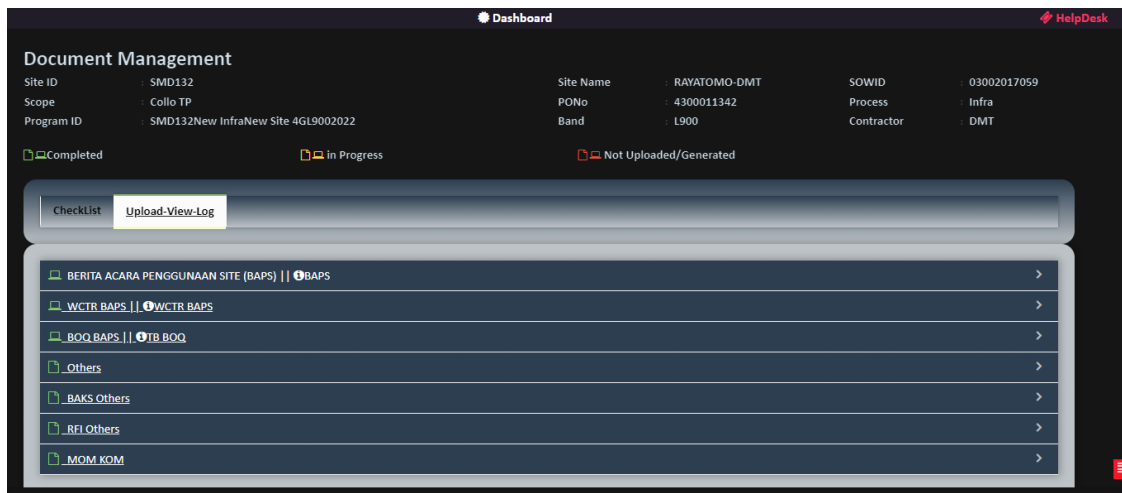 Dashboard
HelpDesk
Document Management
Site ID : SMD132 Site Name : RAYATOMO-DMT SOWID : 03002017059
Scope : Collo TP PONo : 4300011342 Process : Infra
Program ID : SMD132New InfraNew Site 4GL9002022 Band : L900 Contractor : DMT
Completed in Progress Not Uploaded/Generated
CheckList Upload-View-Log
BERITA ACARA PENGGUNAAN SITE (BAPS) || BAPS
WCTR BAPS || WCTR BAPS
BOQ BAPS || TB BOQ
Others
BAKS Others
RFI Others
MOM KOM